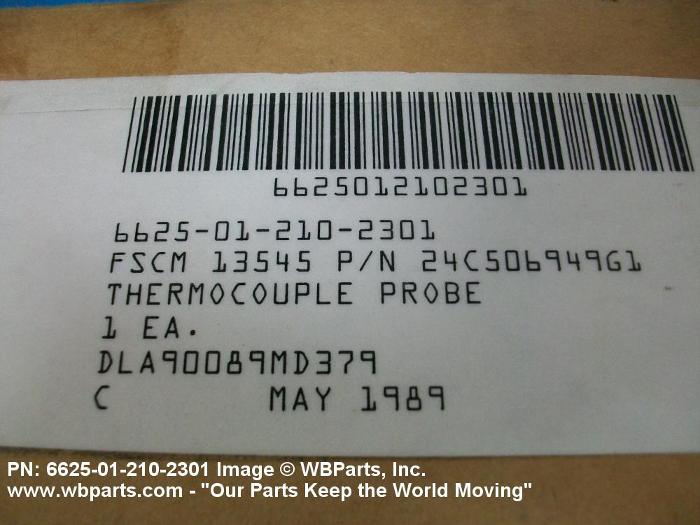 6625012102301
6625-01-210-2301
FSCM 13545 P/N 24C506949G1
THERMOCOUPLE PROBE
1 EA.
DLA90089MD379
C MAY 1989
PN: 6625-01-210-2301 Image © WBParts, Inc.
www.wbparts.com - "Our Parts Keep the World Moving"